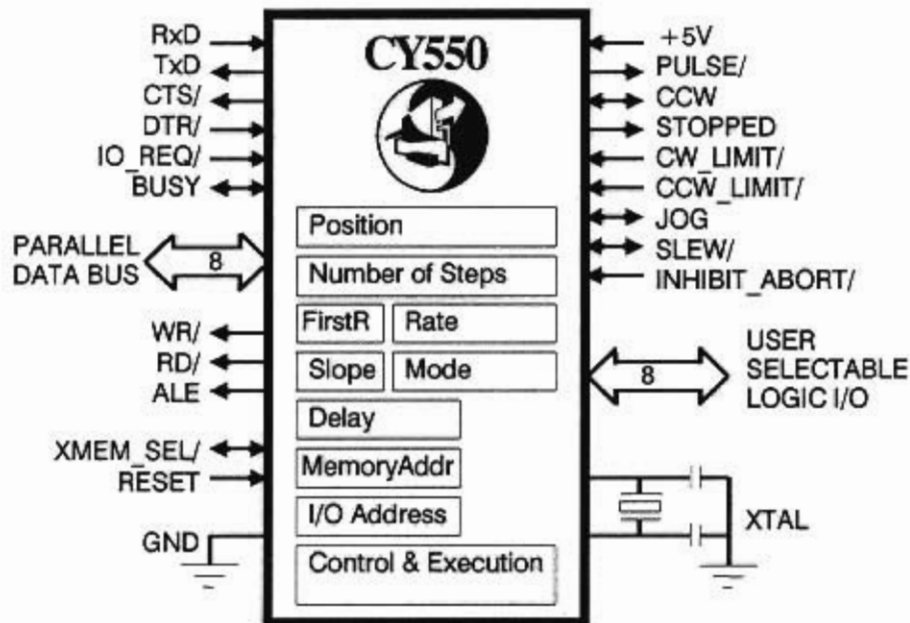 RxD
TxD
CTS/
DTR/
IO_REQ/
BUSY
PARALLEL
DATA BUS
8
WR/
RD/
ALE
XMEM_SEL/
RESET
GND
CY550
Position
Number of Steps
FirstR
Rate
Slope
Mode
Delay
MemoryAddr
I/O Address
Control & Execution
+5V
PULSE/
CCW
STOPPED
CW_LIMIT/
CCW_LIMIT/
JOG
SLEW/
INHIBIT_ABORT/
8
USER
SELECTABLE
LOGIC I/O
XTAL